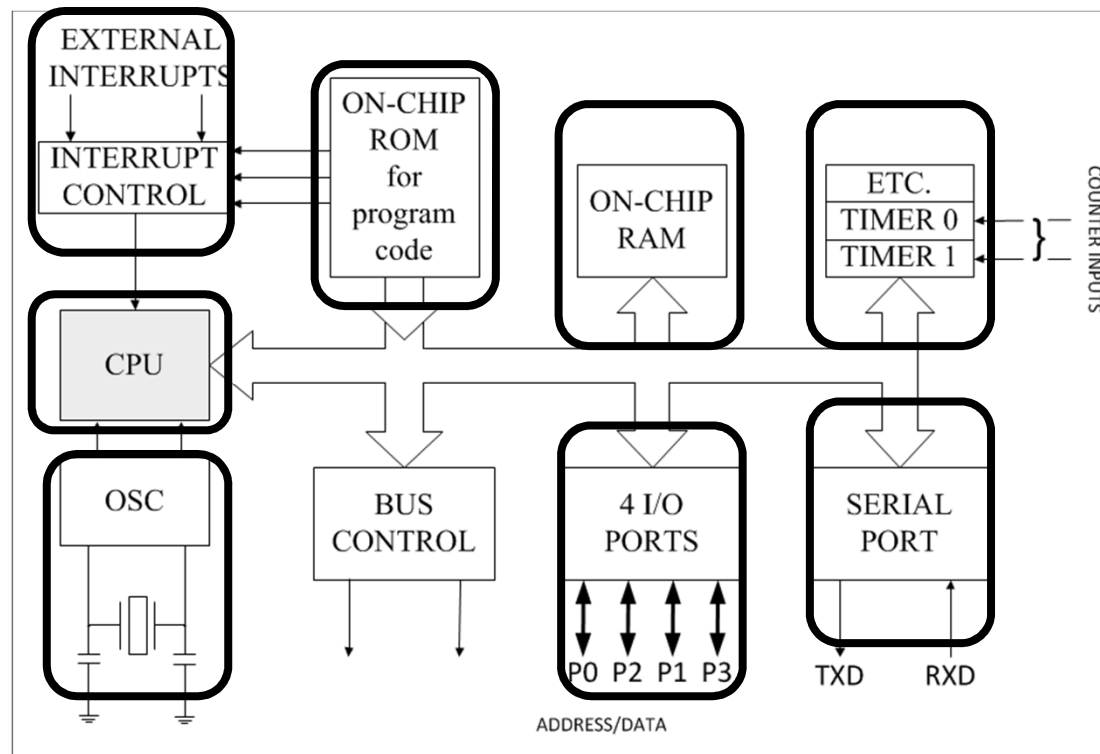 EXTERNAL
INTERRUPTS
INTERRUPT
CONTROL
ON-CHIP
ROM
for
program
code
ON-CHIP
RAM
ETC.
TIMER 0
TIMER 1
COUNTER INPUTS
}
CPU
OSC
BUS
CONTROL
4 I/O
PORTS
SERIAL
PORT
P0 P2 P1 P3
TXD RXD
ADDRESS/DATA